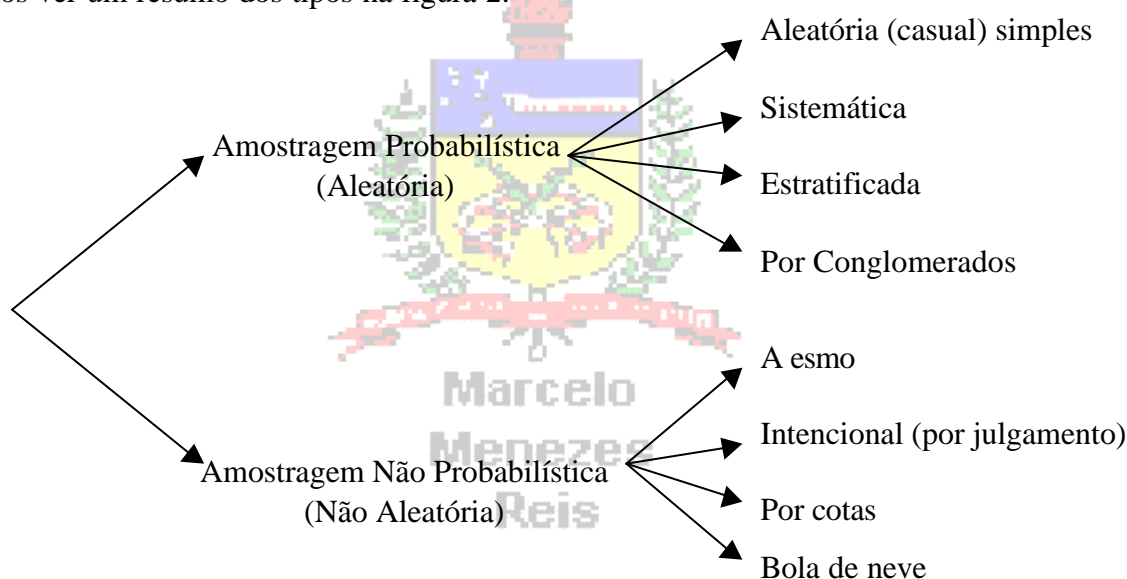 os ver um resumo dos tipos na figura 2.
Aleatória (casual) simples
Sistemática
Amostragem Probabilística
(Aleatória)
Estratificada
Por Conglomerados
A esmo
Marcelo
Intencional (por julgamento)
Menezes
Amostragem Não Probabilística
(Não Aleatória)
Reis
Por cotas
Bola de neve